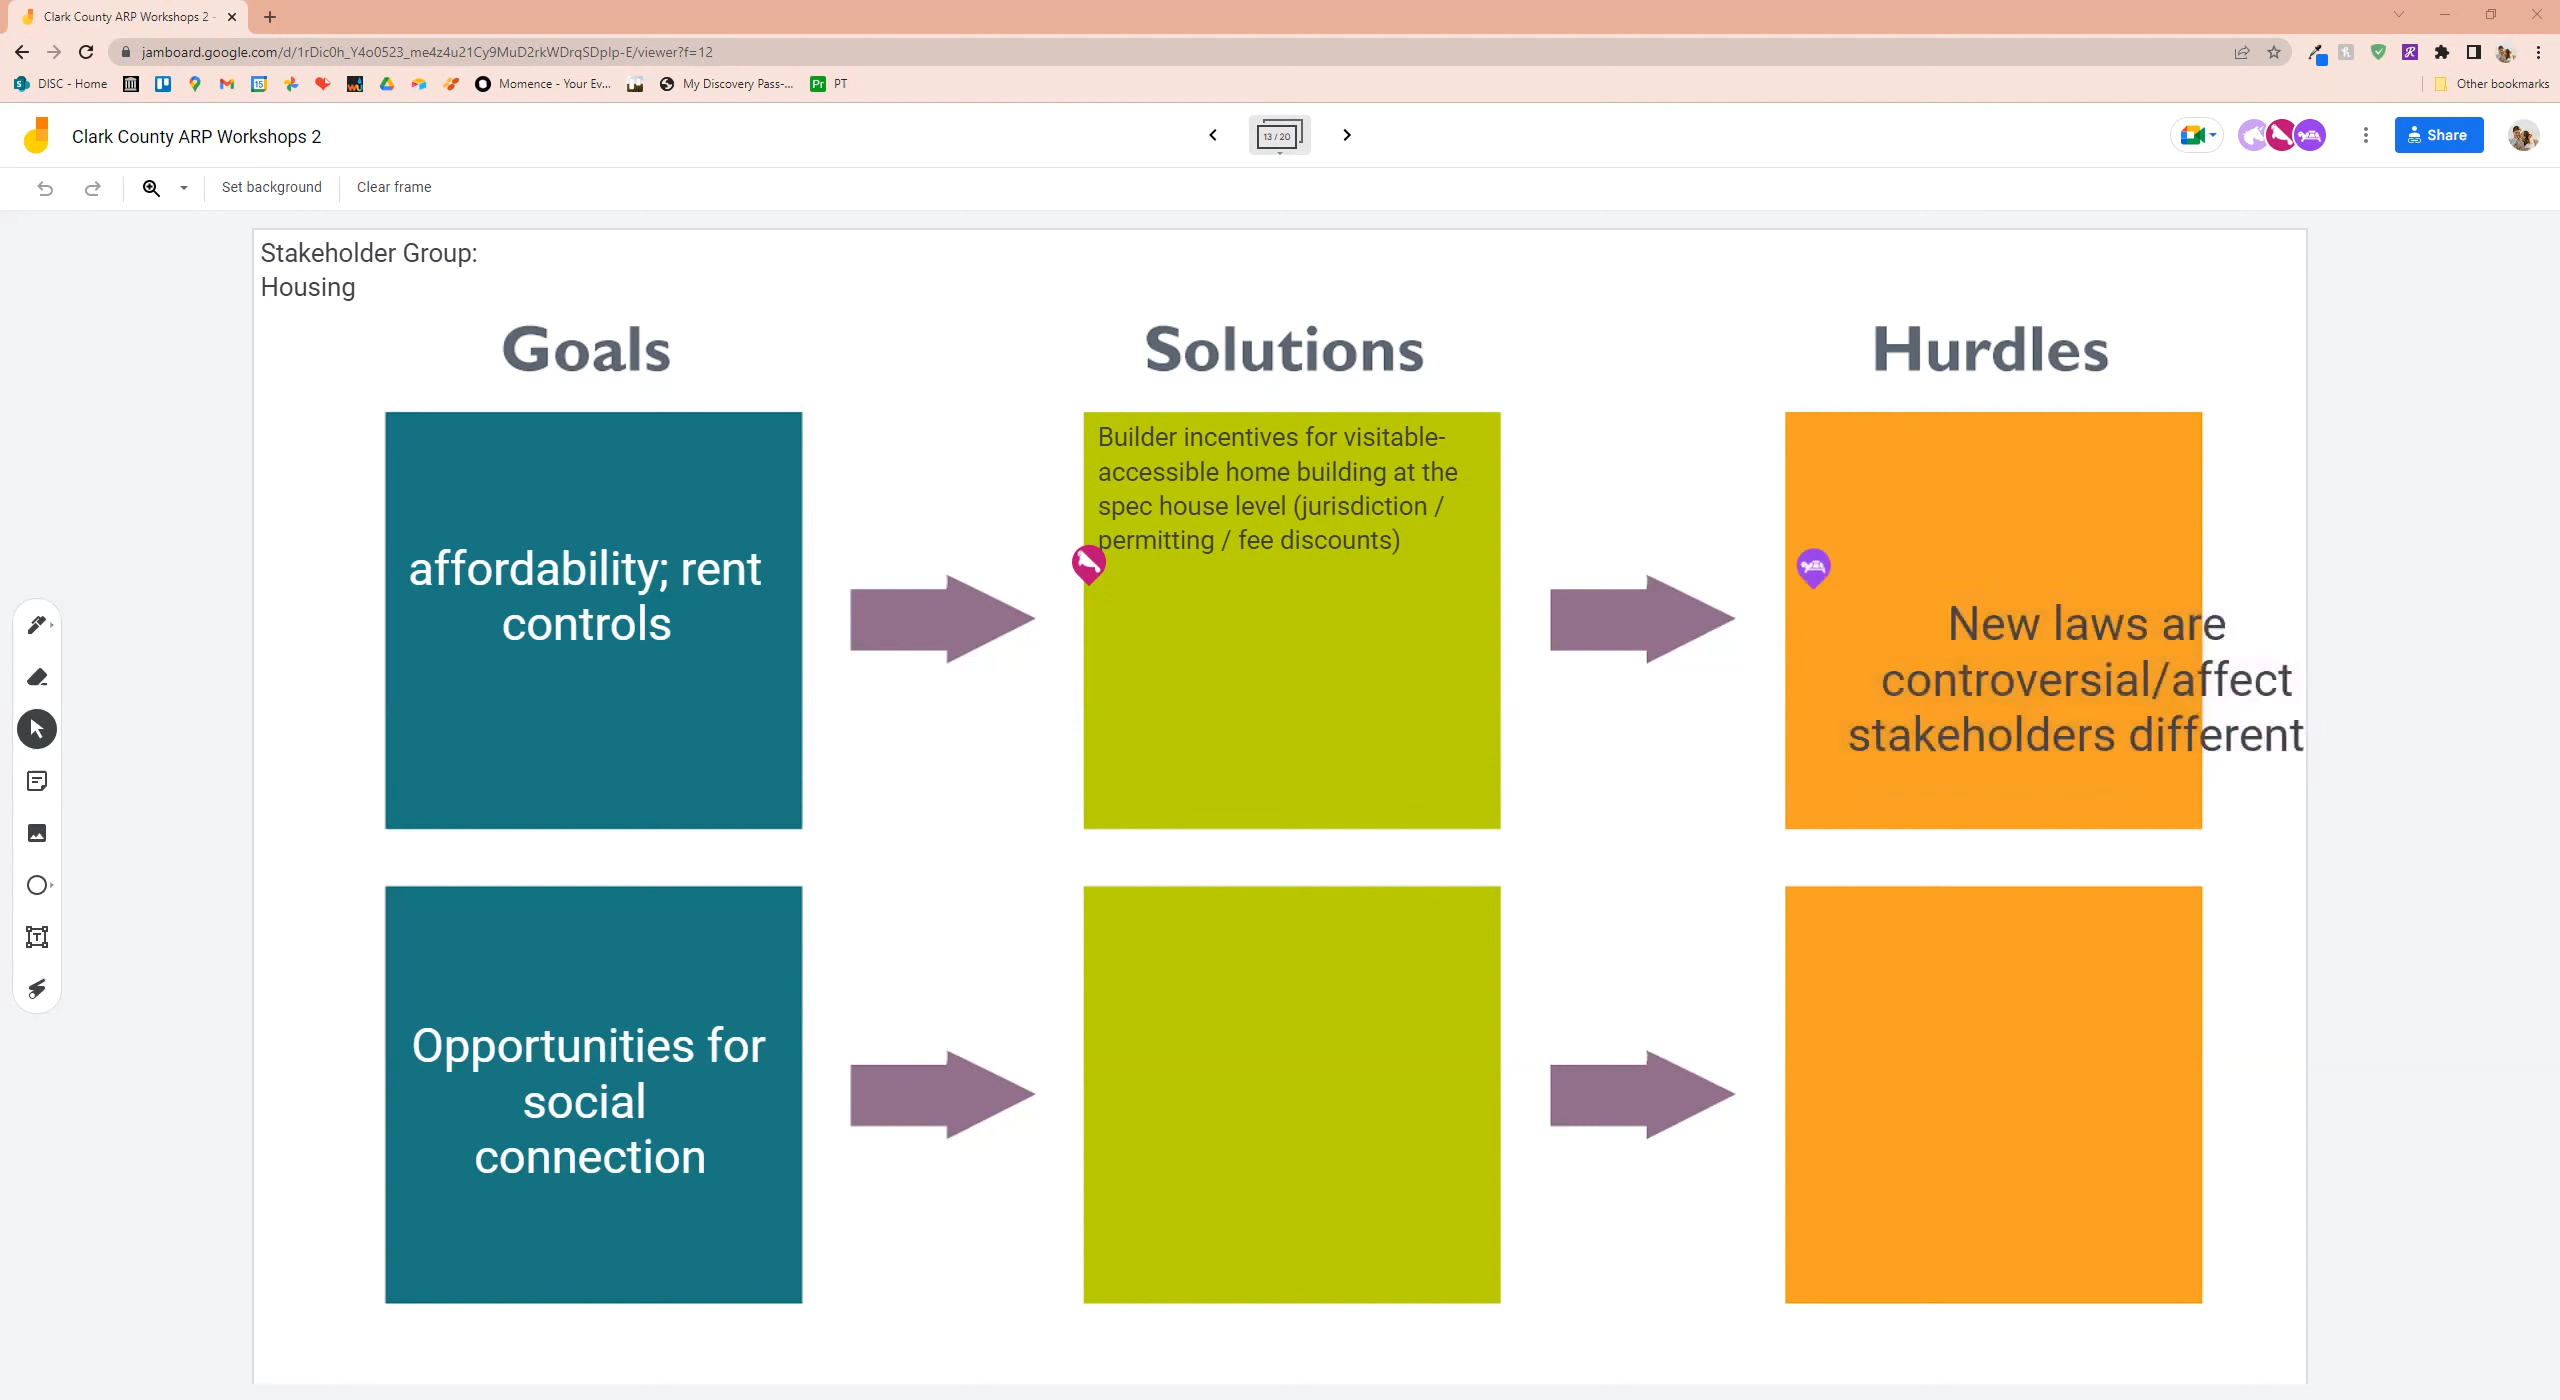 Clark County ARP Workshops 2 -
jamboard.google.com/d/1rDic0h_Y4o0523_me4z4u21Cy9MuD2rkWDrqSDpIp-E/viewer?f=12
DISC - Home
15
Momence - Your Ev...
My Discovery Pass-...
Pr PT
Other bookmarks
Clark County ARP Workshops 2
13 / 20
Share
Set background
Clear frame
Stakeholder Group:
Housing
Goals
Solutions
Hurdles
affordability; rent
controls
Builder incentives for visitable-
accessible home building at the
spec house level (jurisdiction /
permitting / fee discounts)
New laws are
controversial/affect
stakeholders different
Opportunities for
social
connection